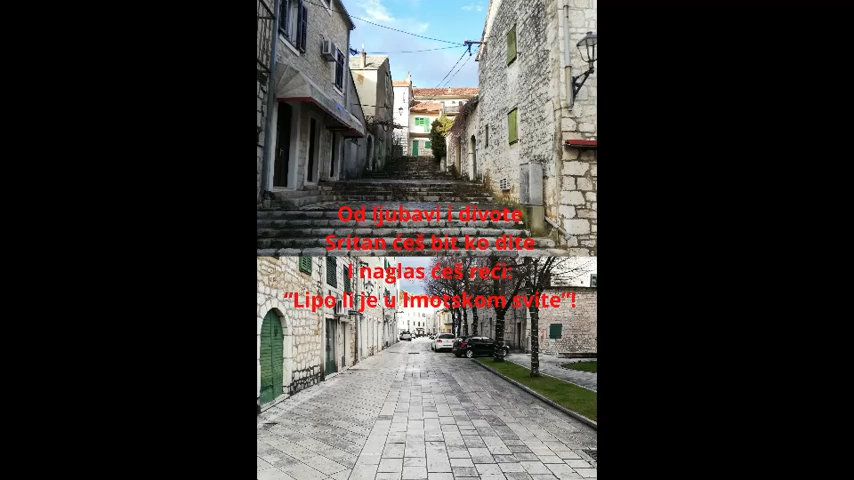 Od ljubavi i divote
Sritan ćeš bit ko dite
I naglas ćeš reći:
“Lipo li je u Imotskom svite”!